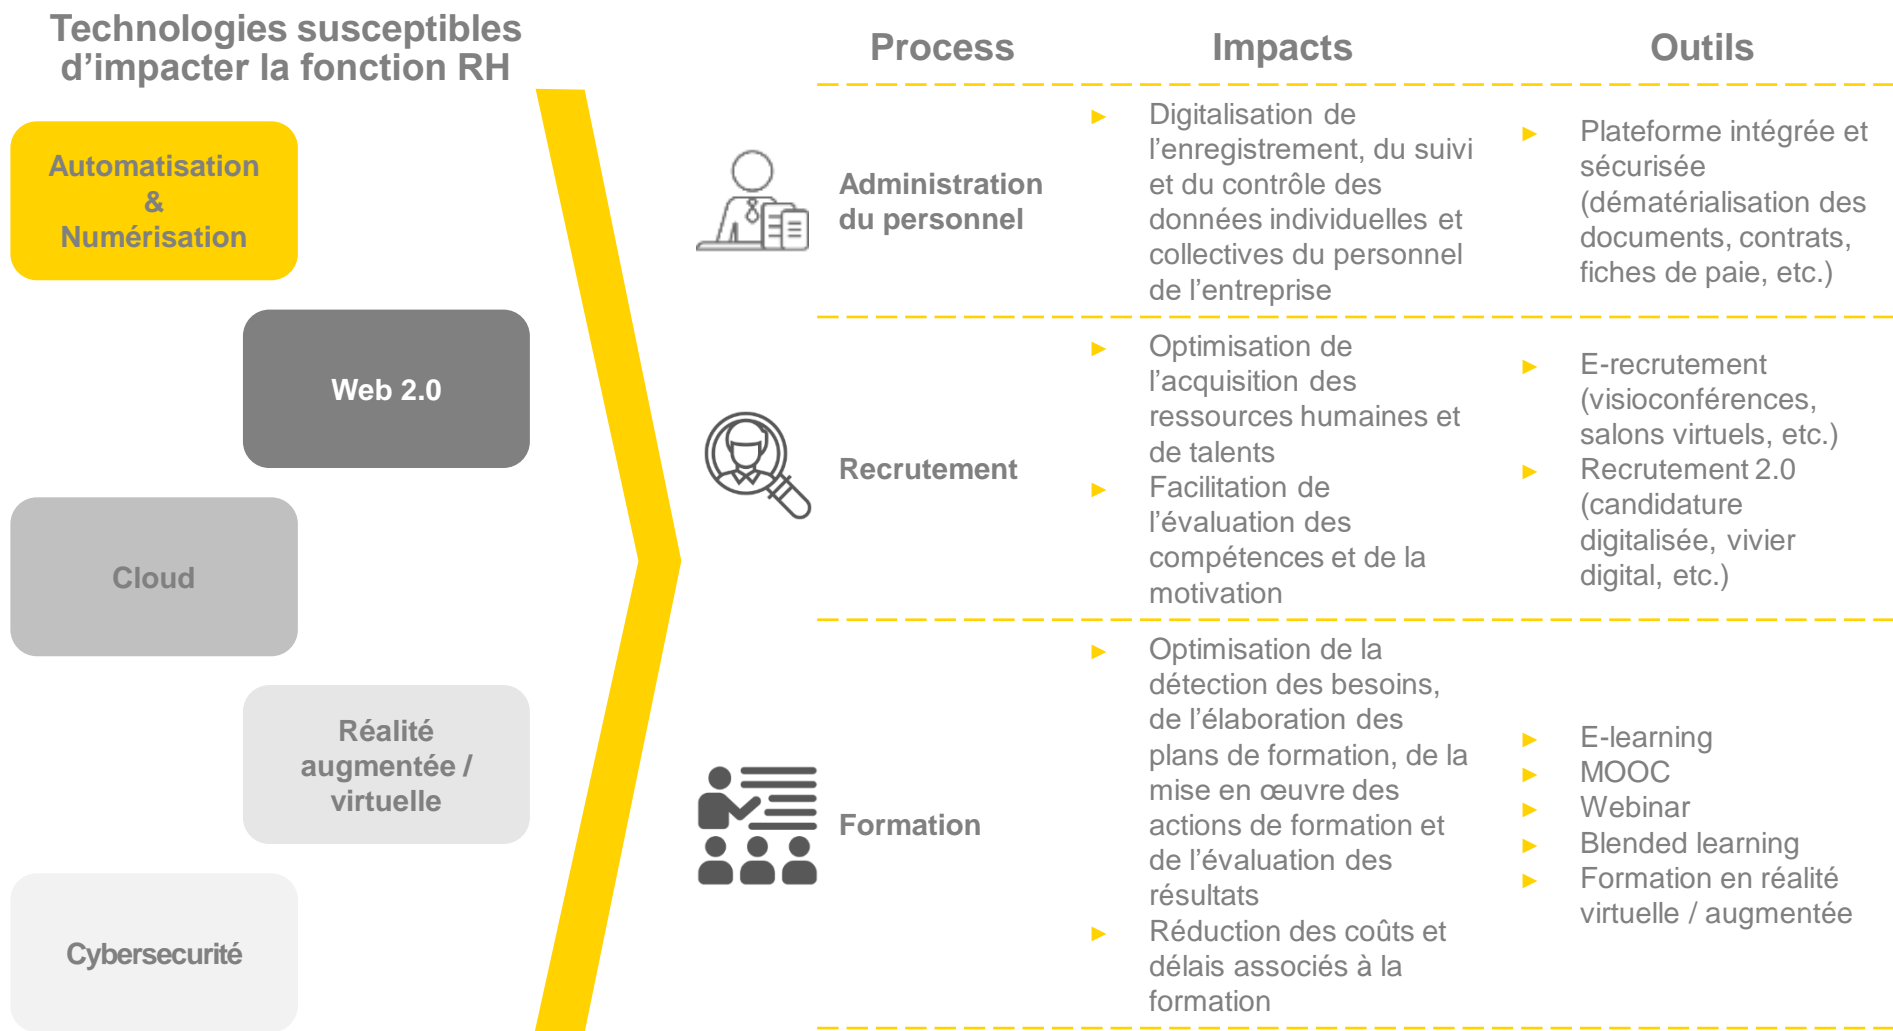 Technologies susceptibles
d’impacter la fonction RH
Automatisation
&
Numérisation
Web 2.0
Cloud
Réalité
augmentée /
virtuelle
Cybersecurité
Process
Impacts
Outils
Administration
du personnel
► Digitalisation de
l’enregistrement, du suivi
et du contrôle des
données individuelles et
collectives du personnel
de l’entreprise
► Plateforme intégrée et
sécurisée
(dématérialisation des
documents, contrats,
fiches de paie, etc.)
Recrutement
► Optimisation de
l’acquisition des
ressources humaines et
de talents
► Facilitation de
l’évaluation des
compétences et de la
motivation
► E-recrutement
(visioconférences,
salons virtuels, etc.)
► Recrutement 2.0
(candidature
digitalisée, vivier
digital, etc.)
Formation
► Optimisation de la
détection des besoins,
de l’élaboration des
plans de formation, de la
mise en œuvre des
actions de formation et
de l’évaluation des
résultats
► Réduction des coûts et
délais associés à la
formation
► E-learning
► MOOC
► Webinar
► Blended learning
► Formation en réalité
virtuelle / augmentée